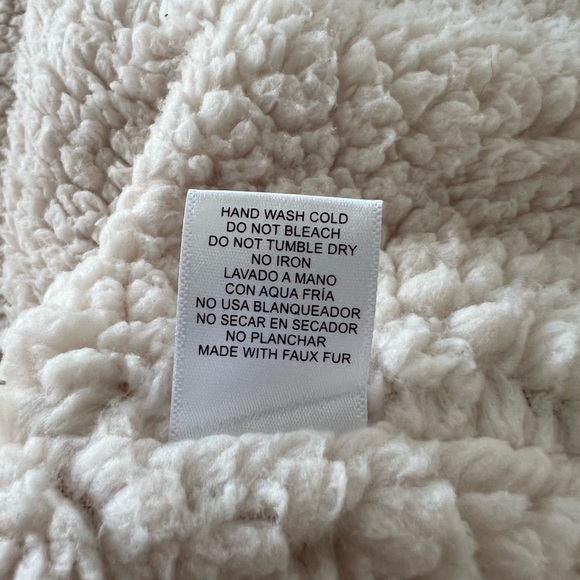 HAND WASH COLD
DO NOT BLEACH
DO NOT TUMBLE DRY
NO IRON
LAVADO A MANO
CON AQUA FRÍA
NO USA BLANQUEADOR
NO SECAR EN SECADOR
NO PLANCHAR
MADE WITH FAUX FUR